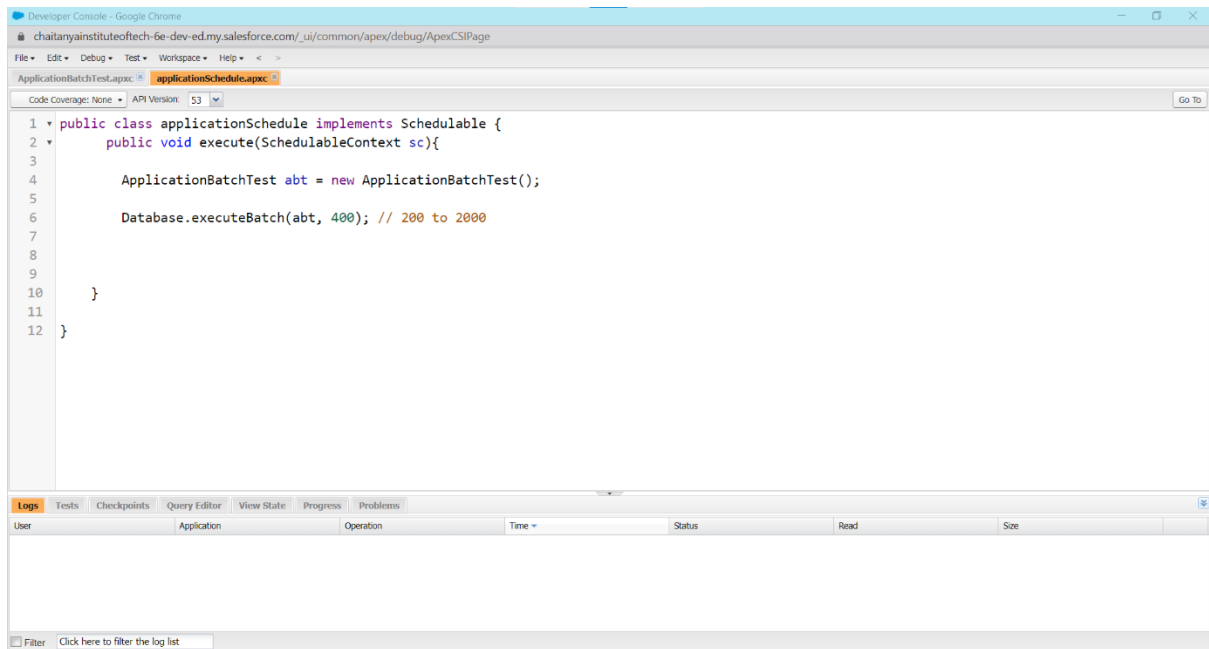 Developer Console - Google Chrome
chaitanyainstituteoftech-6e-dev-ed.my.salesforce.com/_ui/common/apex/debug/ApexCSIPage
File Edit Debug Test Workspace Help < >
ApplicationBatchTest.apxc applicationSchedule.apxc
Code Coverage: None API Version: 53 Go To
1 public class applicationSchedule implements Schedulable {
2 public void execute(SchedulableContext sc){
3
4 ApplicationBatchTest abt = new ApplicationBatchTest();
5
6 Database.executeBatch(abt, 400); // 200 to 2000
7
8
9
10 }
11
12 }
Logs Tests Checkpoints Query Editor View State Progress Problems
User Application Operation Time Status Read Size
Filter Click here to filter the log list